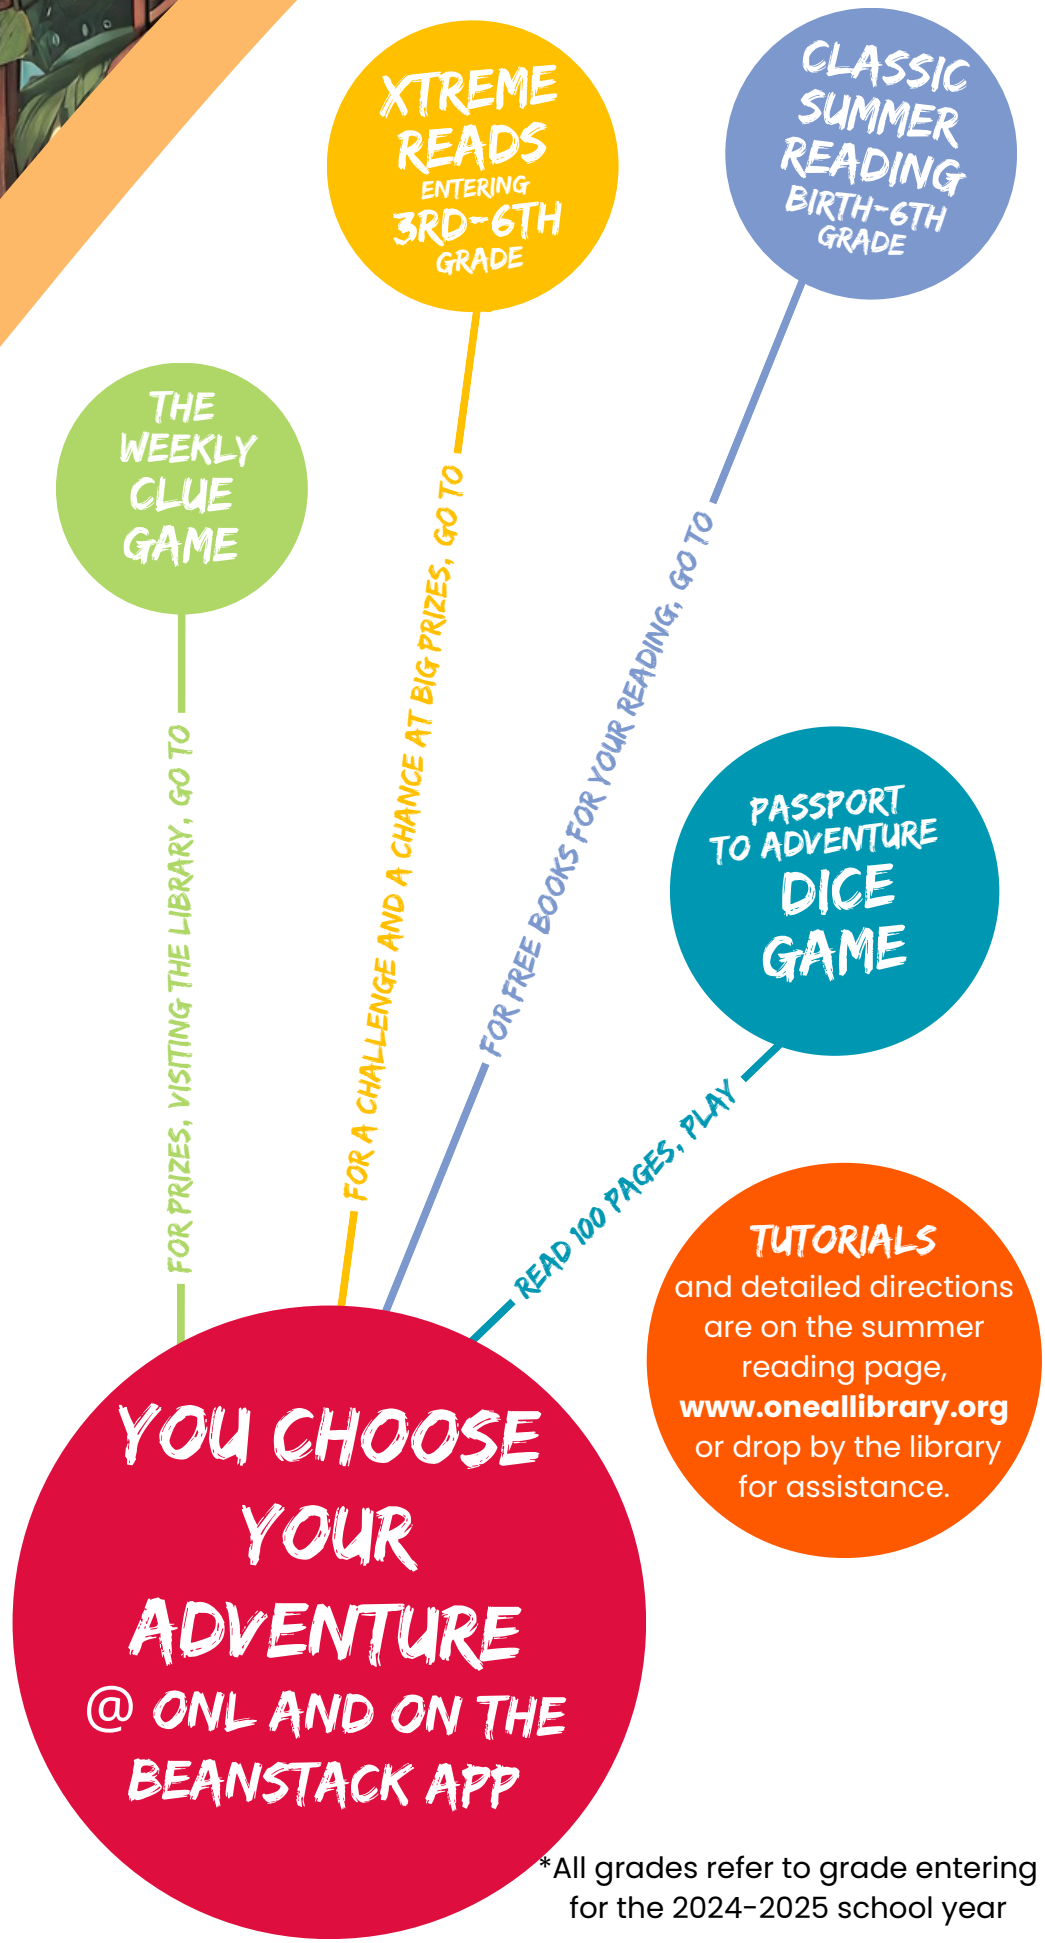 XTREME
READS
ENTERING
3RD-6TH
GRADE
CLASSIC
SUMMER
READING
BIRTH-6TH
GRADE
THE
WEEKLY
CLUE
GAME
FOR PRIZES, VISITING THE LIBRARY, GO TO
FOR A CHALLENGE AND A CHANCE AT BIG PRIZES, GO TO
FOR FREE BOOKS FOR YOUR READING, GO TO
PASSPORT
TO ADVENTURE
DICE
GAME
READ 100 PAGES, PLAY
TUTORIALS
and detailed directions
are on the summer
reading page,
www.oneallibrary.org
or drop by the library
for assistance.
YOU CHOOSE
YOUR
ADVENTURE
@ ONL AND ON THE
BEANSTACK APP
*All grades refer to grade entering
for the 2024-2025 school year